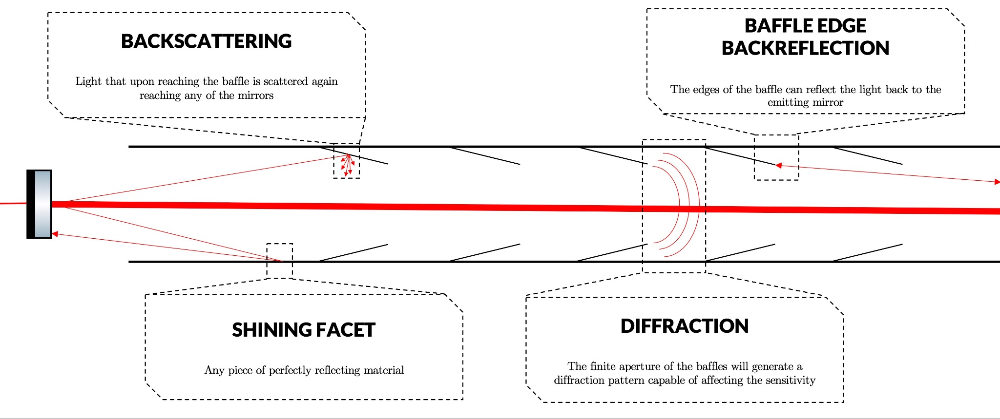 BACKSCATTERING
Light that upon reaching the baffle is scattered again
reaching any of the mirrors
BAFFLE EDGE
BACKREFLECTION
The edges of the baffle can reflect the light back to the
emitting mirror
SHINING FACET
Any piece of perfectly reflecting material
DIFFRACTION
The finite aperture of the baffles will generate a
diffraction pattern capable of affecting the sensitivity